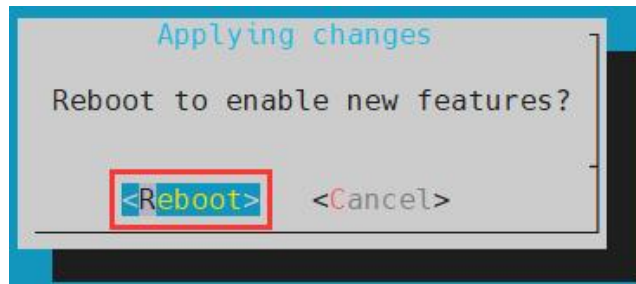 Applying changes
Reboot to enable new features?
<Reboot> <Cancel>